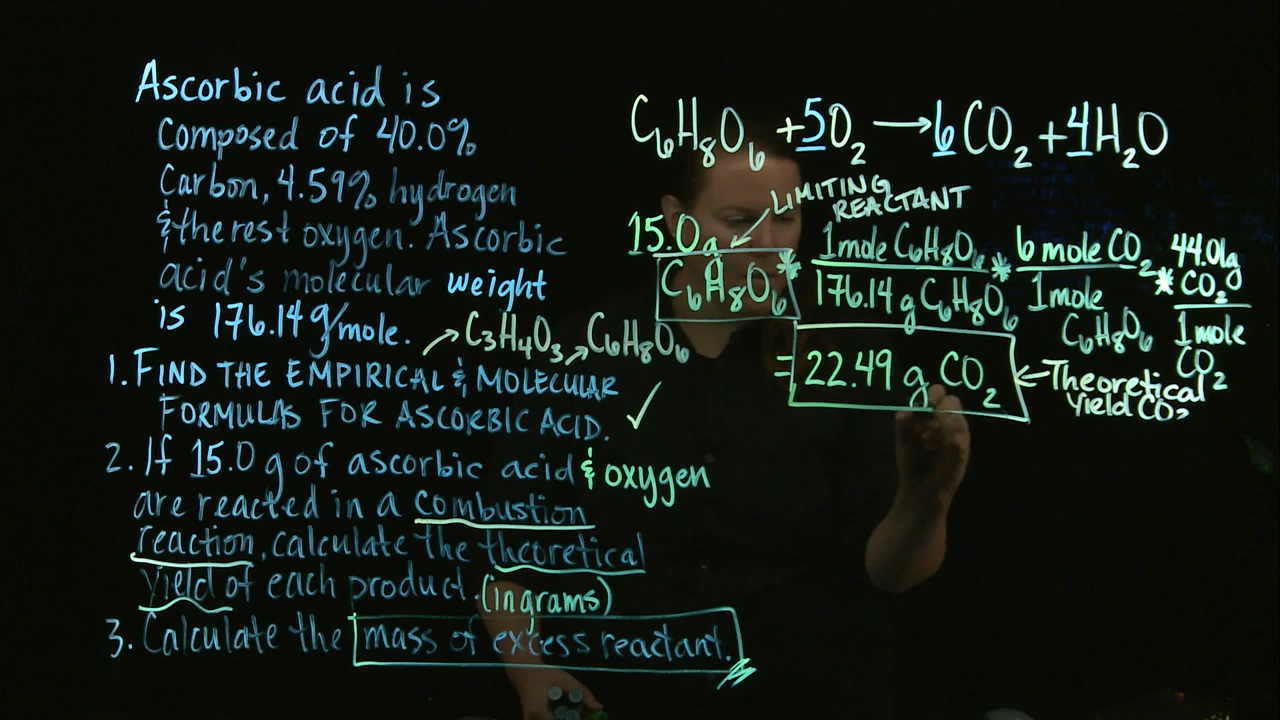 Ascorbic acid is
Composed of 40.0%
Carbon, 4.59% hydrogen
& the rest oxygen. Ascorbic
acid's molecular weight
is 176.14 g/mole.
→ C₃H₄O₃ → C₆H₈O₆
1. FIND THE EMPIRICAL & MOLECULAR
FORMULAS FOR ASCORBIC ACID. ✓
2. If 15.0 g of ascorbic acid & oxygen
are reacted in a combustion
reaction, calculate the theoretical
yield of each product. (in grams)
3. Calculate the mass of excess reactant.
C₆H₈O₆ + 5O₂ → 6CO₂ + 4H₂O
LIMITING
REACTANT
15.0 g
C₆H₈O₆
*
1 mole C₆H₈O₆
176.14 g C₆H₈O₆
*
6 mole CO₂
1 mole
C₆H₈O₆
*
44.01g
CO₂
1 mole
CO₂
= 22.49 g CO₂
← Theoretical
Yield CO₂